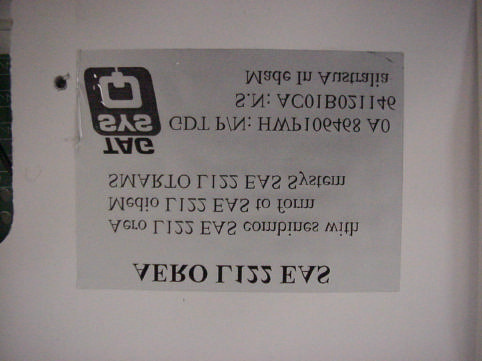 AERO L122 EAS
Aero L122 EAS combines with
Medio L122 EAS to form
SMARTO L122 EAS System
TAG
SYS
GDT P/N: HWP106468 A0
S.N: AC01B021146
Made In Australia